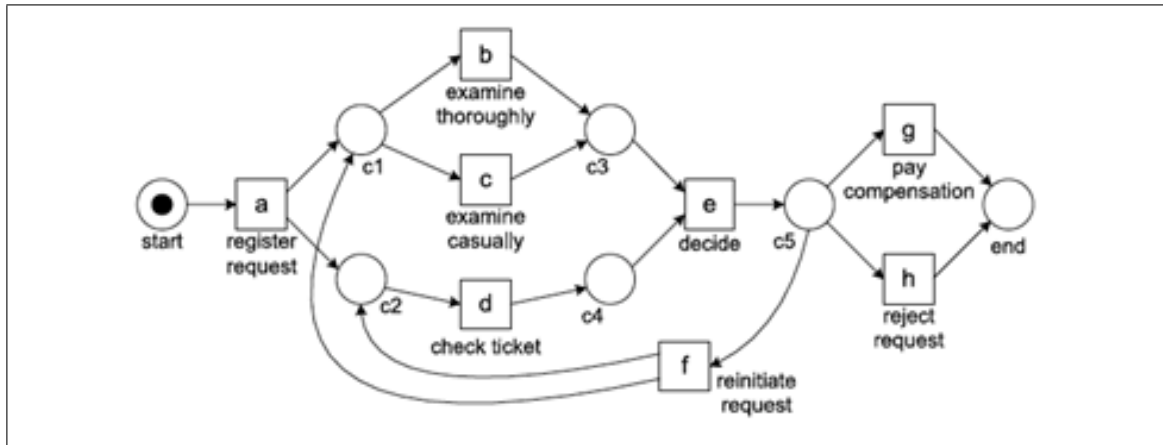 b
examine
thoroughly
c1
c
examine
casually
c3
start
a
register
request
c2
d
check ticket
c4
e
decide
c5
g
pay
compensation
h
reject
request
end
f
reinitiate
request